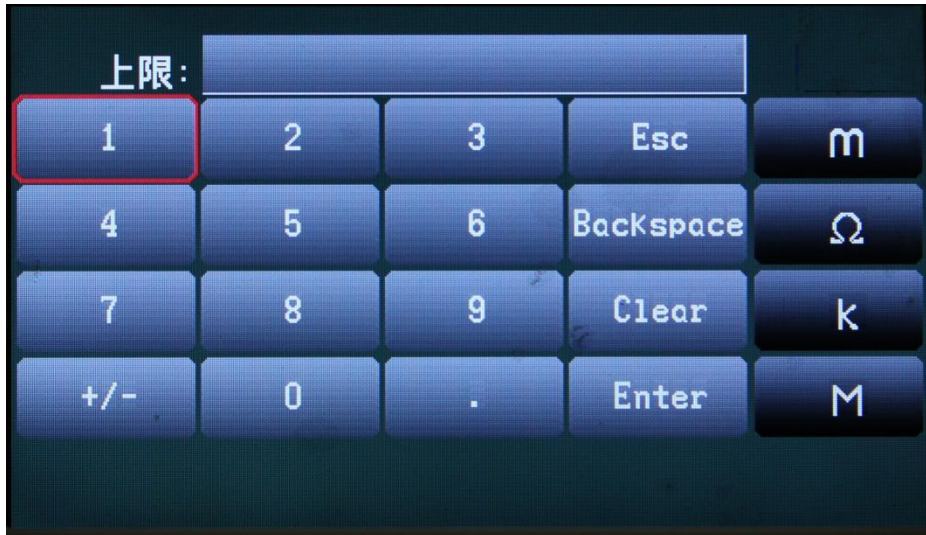 上限:
1 2 3 Esc m
4 5 6 Backspace Ω
7 8 9 Clear k
+/- 0 . Enter M